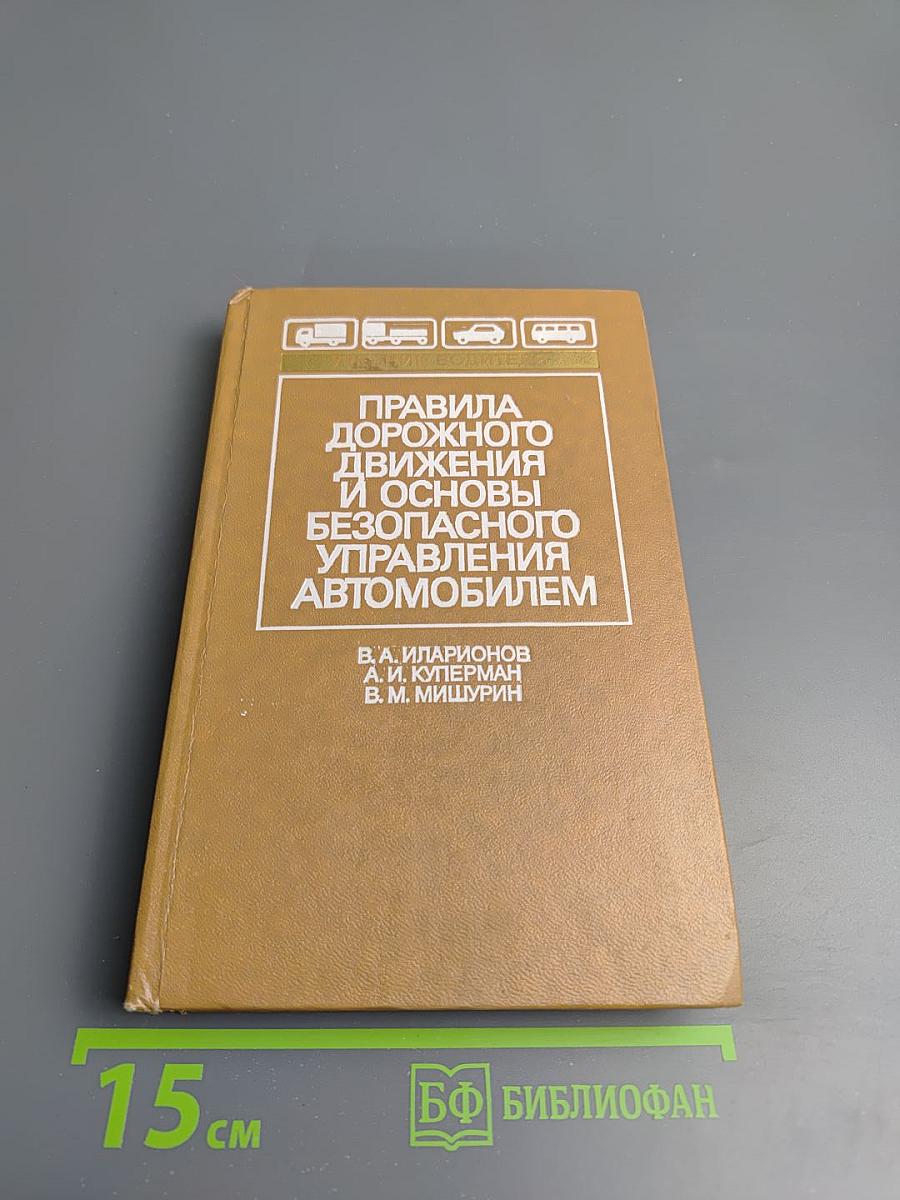 ПРАВИЛА
ДОРОЖНОГО
ДВИЖЕНИЯ
И ОСНОВЫ
БЕЗОПАСНОГО
УПРАВЛЕНИЯ
АВТОМОБИЛЕМ
В. А. ИЛАРИОНОВ
А. И. КУПЕРМАН
В. М. МИШУРИН
15 см
БФ БИБЛИОФАН